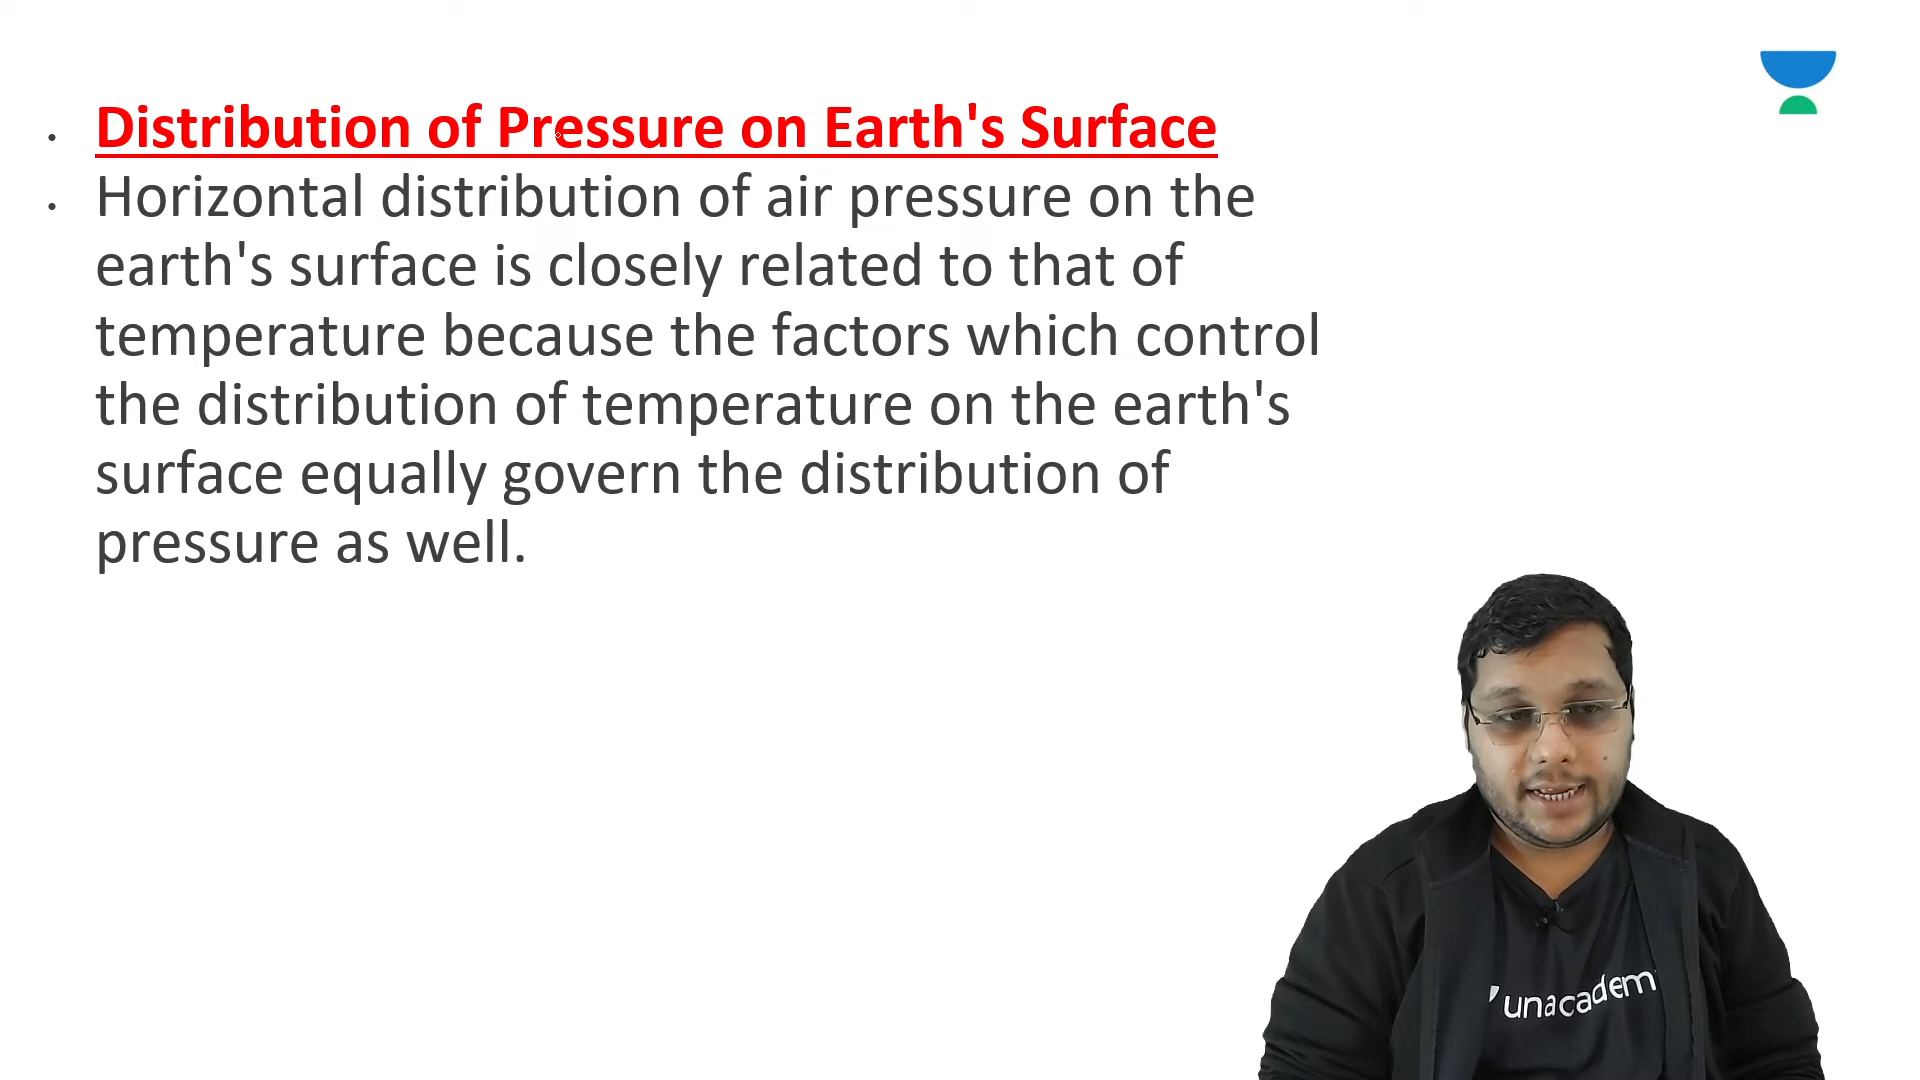 Distribution of Pressure on Earth's Surface
Horizontal distribution of air pressure on the
earth's surface is closely related to that of
temperature because the factors which control
the distribution of temperature on the earth's
surface equally govern the distribution of
pressure as well.
unacadem